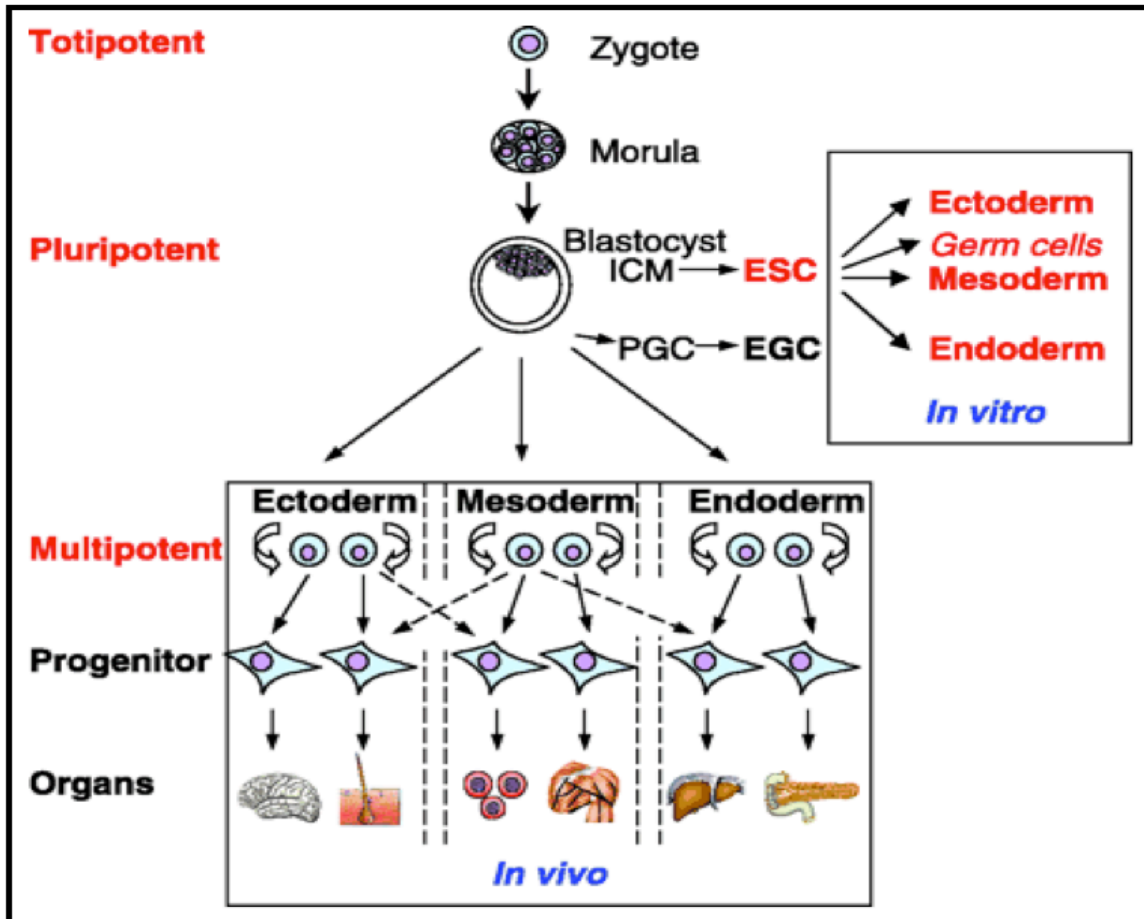 Totipotent
Zygote
Morula
Pluripotent
Blastocyst
ICM
ESC
PGC
EGC
Ectoderm
Germ cells
Mesoderm
Endoderm
In vitro
Ectoderm
Mesoderm
Endoderm
Multipotent
Progenitor
Organs
In vivo